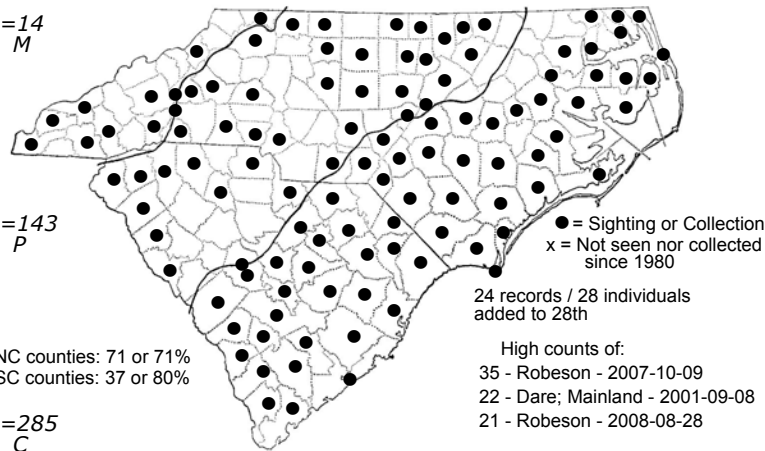 =14
M
● = Sighting or Collection
x = Not seen nor collected
since 1980
=143
P
24 records / 28 individuals
added to 28th
NC counties: 71 or 71%
SC counties: 37 or 80%
High counts of:
35 - Robeson - 2007-10-09
22 - Dare; Mainland - 2001-09-08
21 - Robeson - 2008-08-28
=285
C